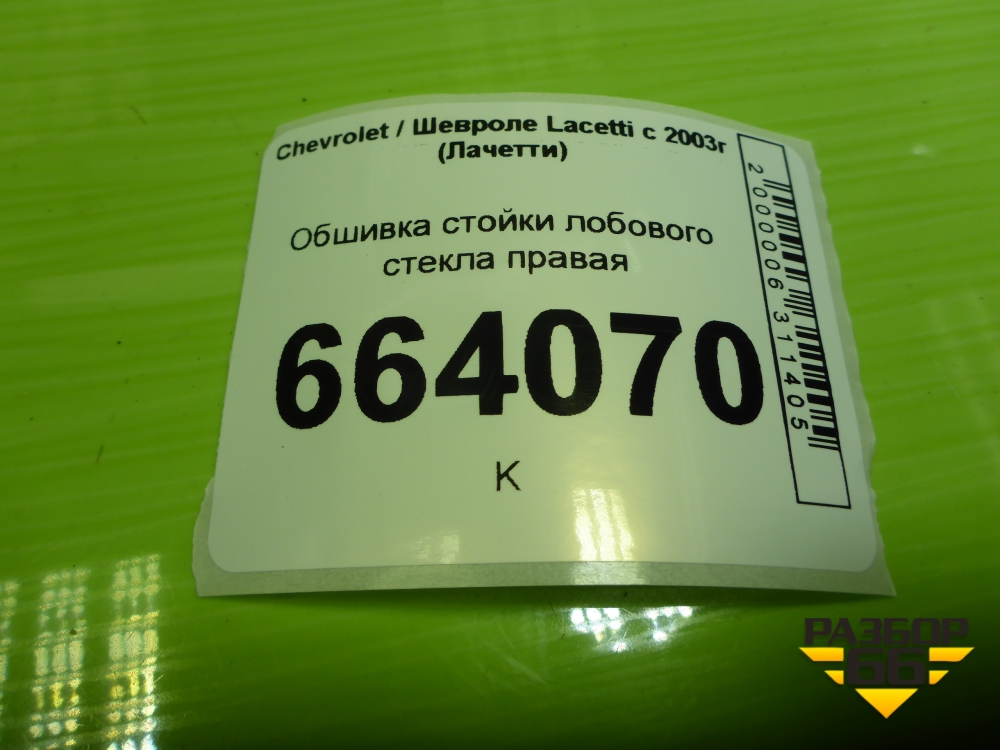 Chevrolet / Шевроле Lacetti с 2003г
(Лачетти)
Обшивка стойки лобового
стекла правая
664070
К
2000006311405
РАЗБОР
66